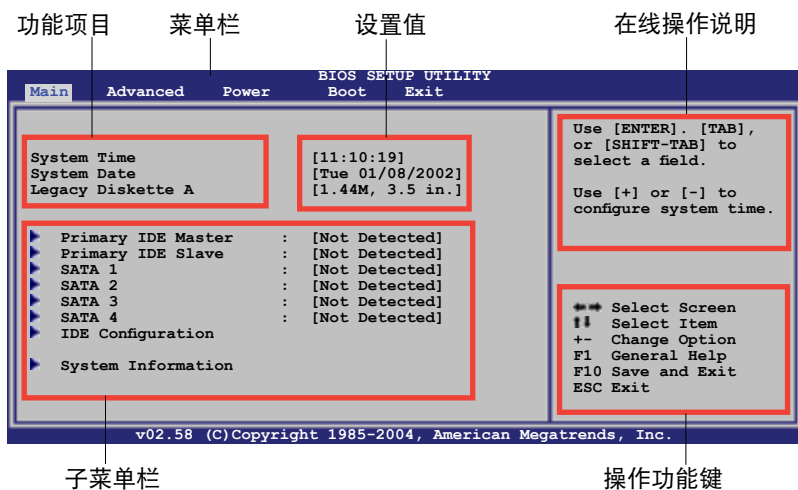 功能项目 菜单栏 设置值 在线操作说明
BIOS SETUP UTILITY
Main Advanced Power Boot Exit
System Time [11:10:19]
System Date [Tue 01/08/2002]
Legacy Diskette A [1.44M, 3.5 in.]
Primary IDE Master : [Not Detected]
Primary IDE Slave : [Not Detected]
SATA 1 : [Not Detected]
SATA 2 : [Not Detected]
SATA 3 : [Not Detected]
SATA 4 : [Not Detected]
IDE Configuration
System Information
Use [ENTER]. [TAB],
or [SHIFT-TAB] to
select a field.
Use [+] or [-] to
configure system time.
Select Screen
Select Item
+- Change Option
F1 General Help
F10 Save and Exit
ESC Exit
v02.58 (C)Copyright 1985-2004, American Megatrends, Inc.
子菜单栏 操作功能键